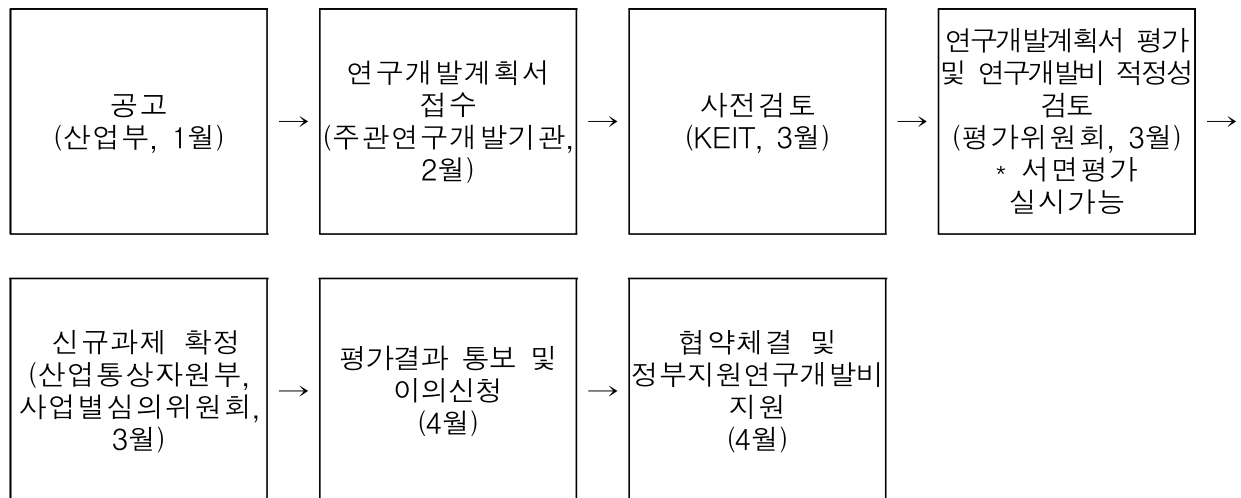 공고
(산업부, 1월)
→
연구개발계획서
접수
(주관연구개발기관,
2월)
→
사전검토
(KEIT, 3월)
→
연구개발계획서 평가
및 연구개발비 적정성
검토
(평가위원회, 3월)
* 서면평가
실시가능
→
신규과제 확정
(산업통상자원부,
사업별심의위원회,
3월)
→
평가결과 통보 및
이의신청
(4월)
→
협약체결 및
정부지원연구개발비
지원
(4월)